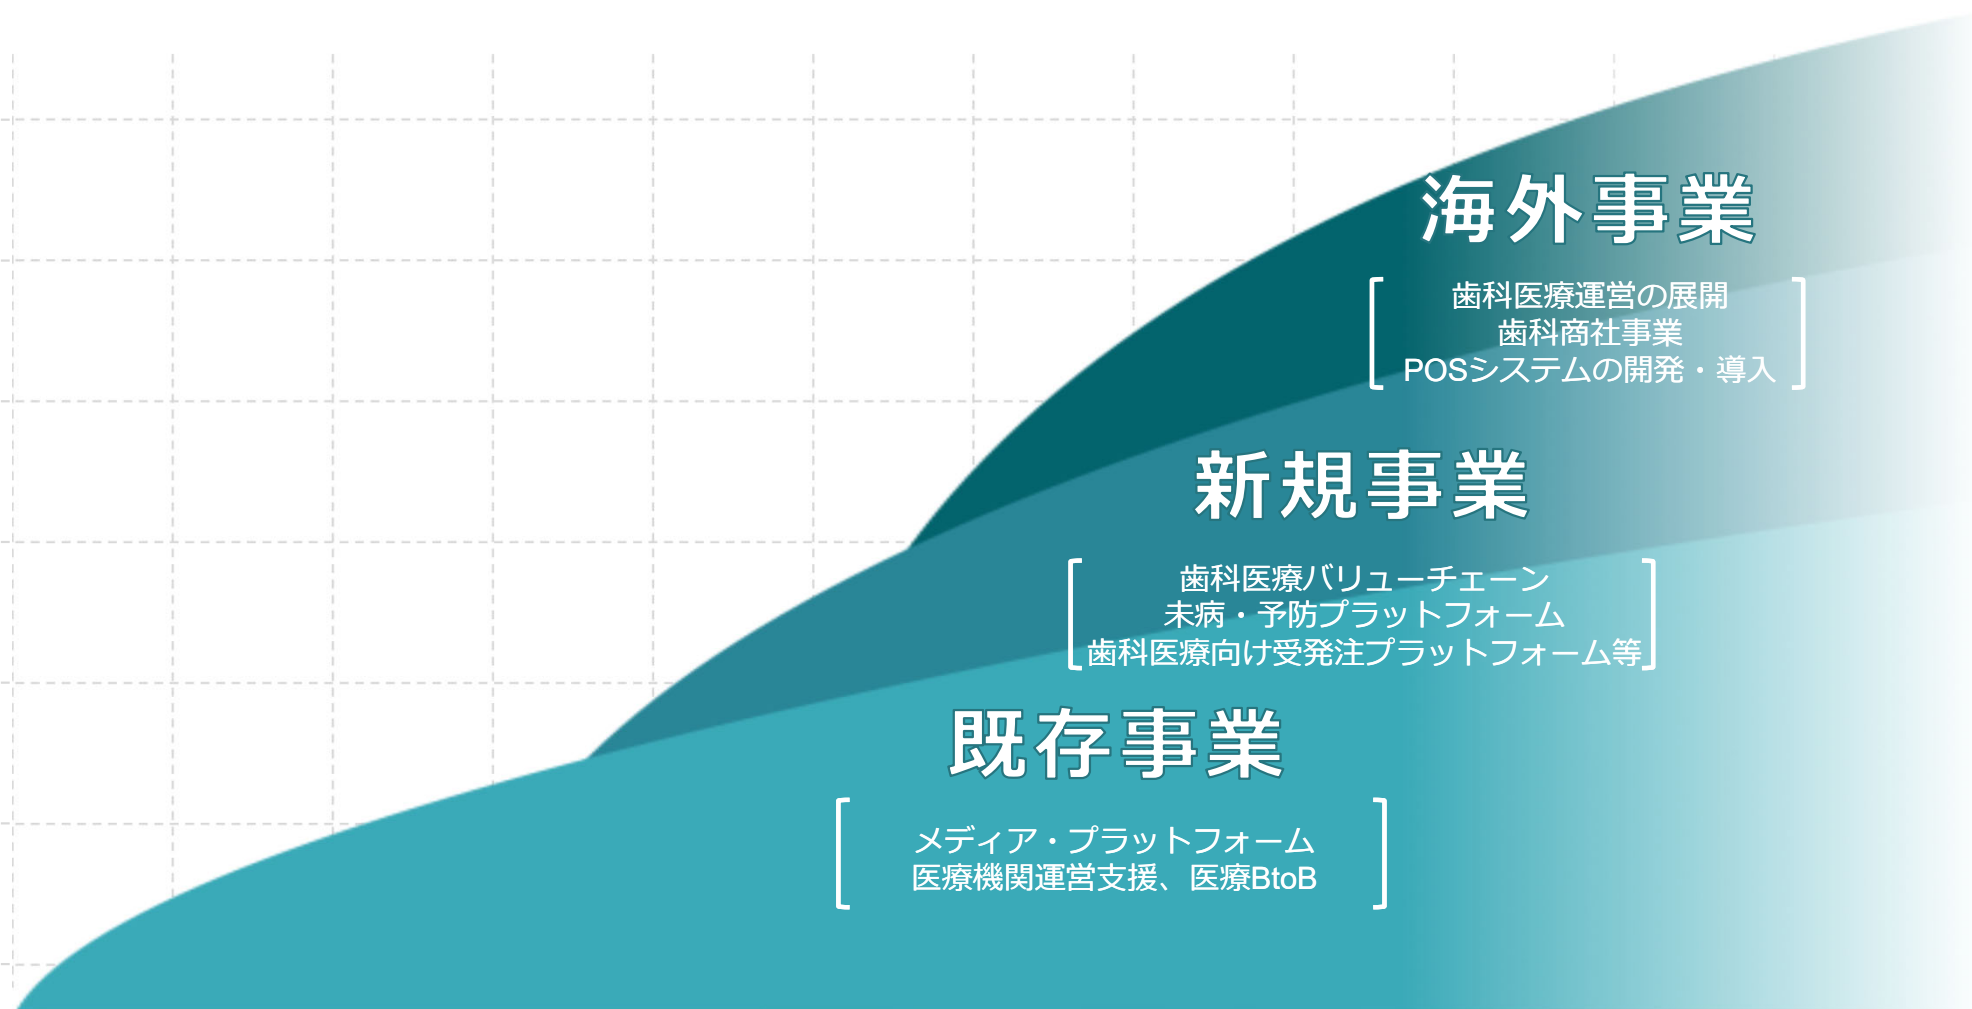 海外事業
歯科医療運営の展開
歯科商社事業
POSシステムの開発・導入
新規事業
歯科医療バリューチェーン
未病・予防プラットフォーム
歯科医療向け受発注プラットフォーム等
既存事業
メディア・プラットフォーム
医療機関運営支援、医療BtoB